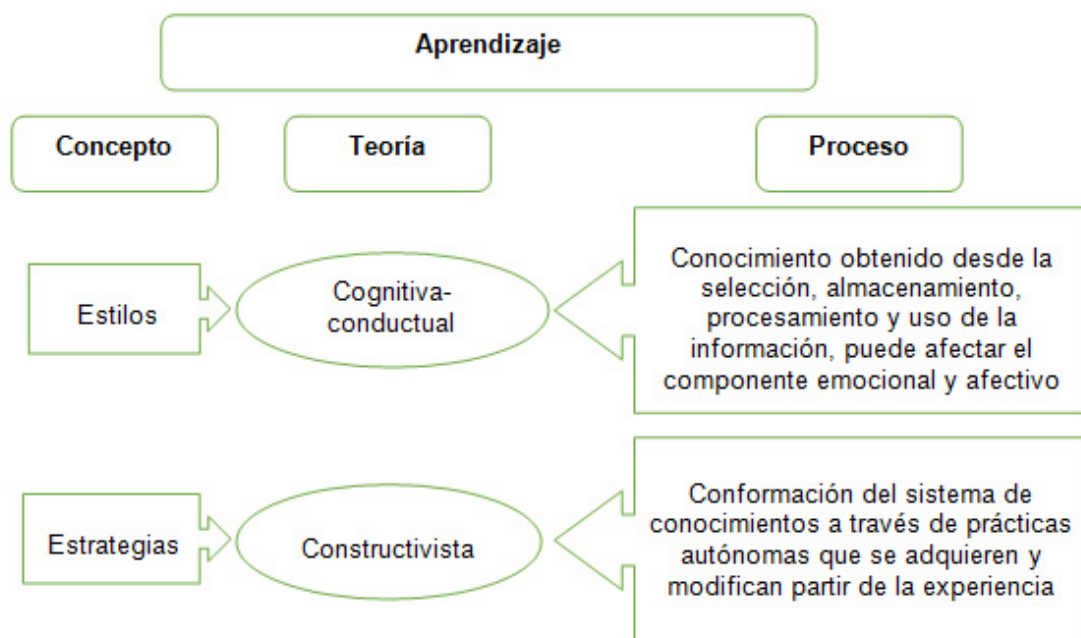 Aprendizaje
Concepto
Teoría
Proceso
Estilos
Cognitiva-
conductual
Conocimiento obtenido desde la
selección, almacenamiento,
procesamiento y uso de la
información, puede afectar el
componente emocional y afectivo
Estrategias
Constructivista
Conformación del sistema de
conocimientos a través de prácticas
autónomas que se adquieren y
modifican partir de la experiencia